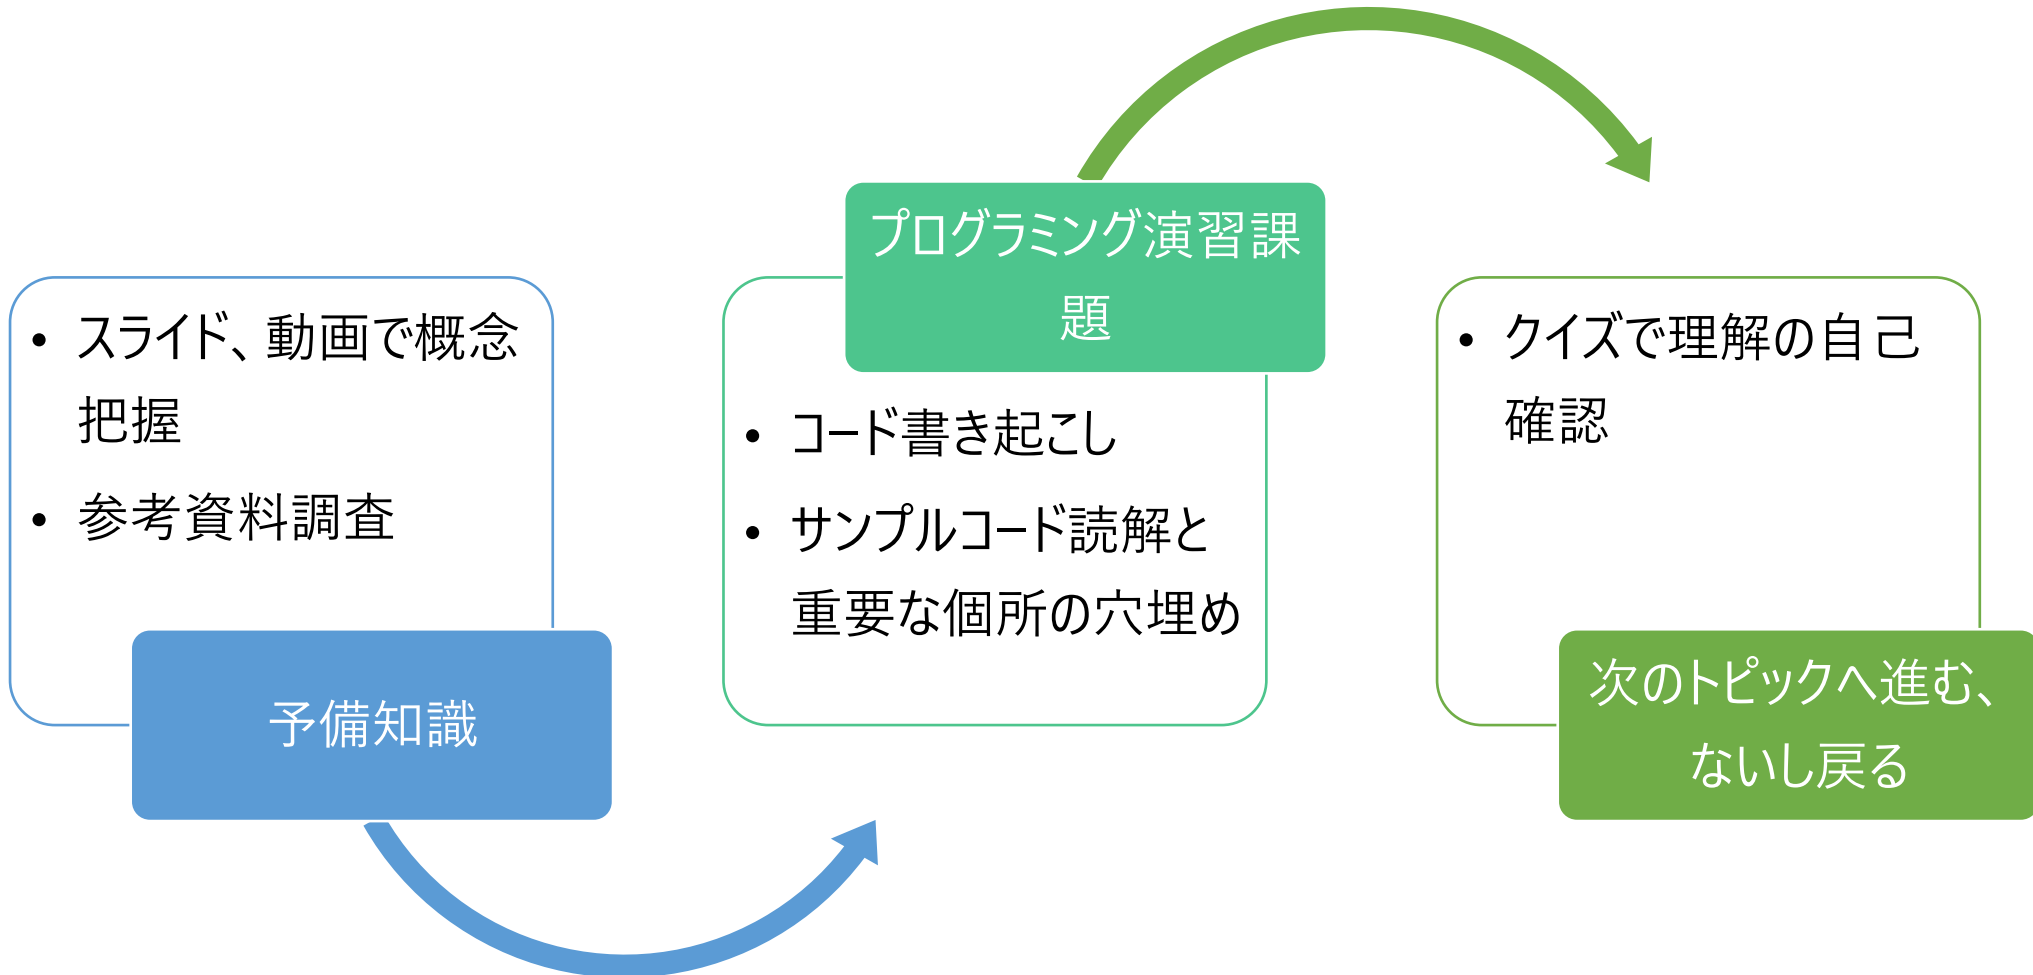 • スライド、動画で概念
把握
• 参考資料調査
予備知識
プログラミング演習課
題
• コード書き起こし
• サンプルコード読解と
重要な個所の穴埋め
• クイズで理解の自己
確認
次のトピックへ進む、
ないし戻る